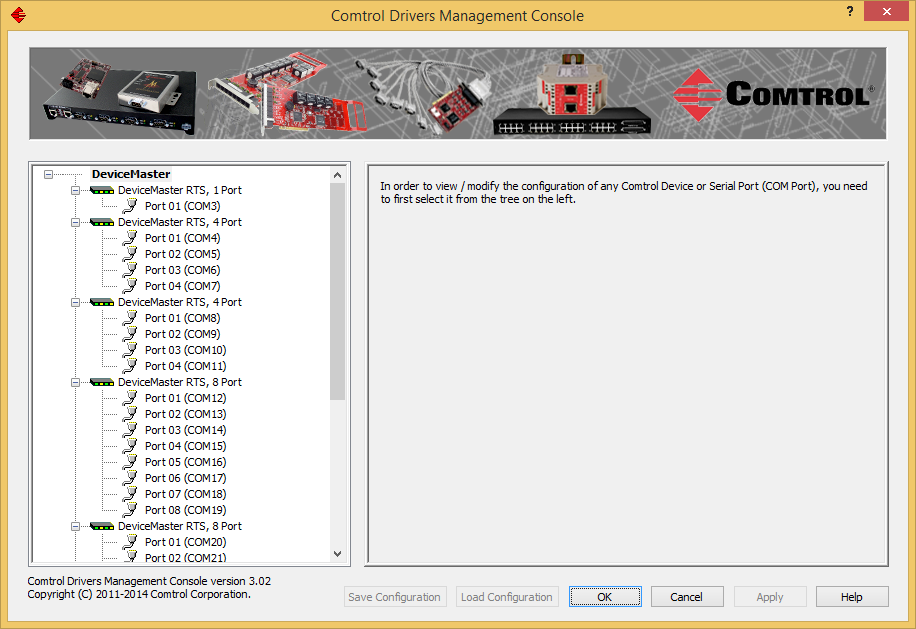 Comtrol Drivers Management Console
?
COMTROL®
DeviceMaster
DeviceMaster RTS, 1 Port
Port 01 (COM3)
DeviceMaster RTS, 4 Port
Port 01 (COM4)
Port 02 (COM5)
Port 03 (COM6)
Port 04 (COM7)
DeviceMaster RTS, 4 Port
Port 01 (COM8)
Port 02 (COM9)
Port 03 (COM10)
Port 04 (COM11)
DeviceMaster RTS, 8 Port
Port 01 (COM12)
Port 02 (COM13)
Port 03 (COM14)
Port 04 (COM15)
Port 05 (COM16)
Port 06 (COM17)
Port 07 (COM18)
Port 08 (COM19)
DeviceMaster RTS, 8 Port
Port 01 (COM20)
Port 02 (COM21)
In order to view / modify the configuration of any Comtrol Device or Serial Port (COM Port), you need
to first select it from the tree on the left.
Comtrol Drivers Management Console version 3.02
Copyright (C) 2011-2014 Comtrol Corporation.
Save Configuration
Load Configuration
OK
Cancel
Apply
Help